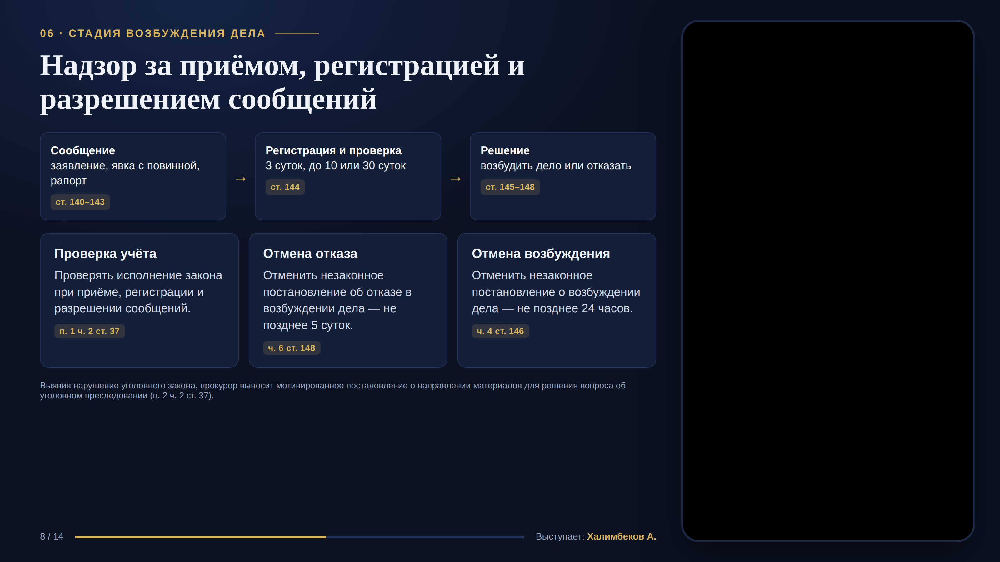 06 · СТАДИЯ ВОЗБУЖДЕНИЯ ДЕЛА
Надзор за приёмом, регистрацией и
разрешением сообщений
Сообщение
заявление, явка с повинной,
рапорт
ст. 140–143
→
Регистрация и проверка
3 суток, до 10 или 30 суток
ст. 144
→
Решение
возбудить дело или отказать
ст. 145–148
Проверка учёта
Проверять исполнение закона
при приёме, регистрации и
разрешении сообщений.
п. 1 ч. 2 ст. 37
Отмена отказа
Отменить незаконное
постановление об отказе в
возбуждении дела — не
позднее 5 суток.
ч. 6 ст. 148
Отмена возбуждения
Отменить незаконное
постановление о возбуждении
дела — не позднее 24 часов.
ч. 4 ст. 146
Выявив нарушение уголовного закона, прокурор выносит мотивированное постановление о направлении материалов для решения вопроса об
уголовном преследовании (п. 2 ч. 2 ст. 37).
8 / 14
Выступает: Халимбеков А.